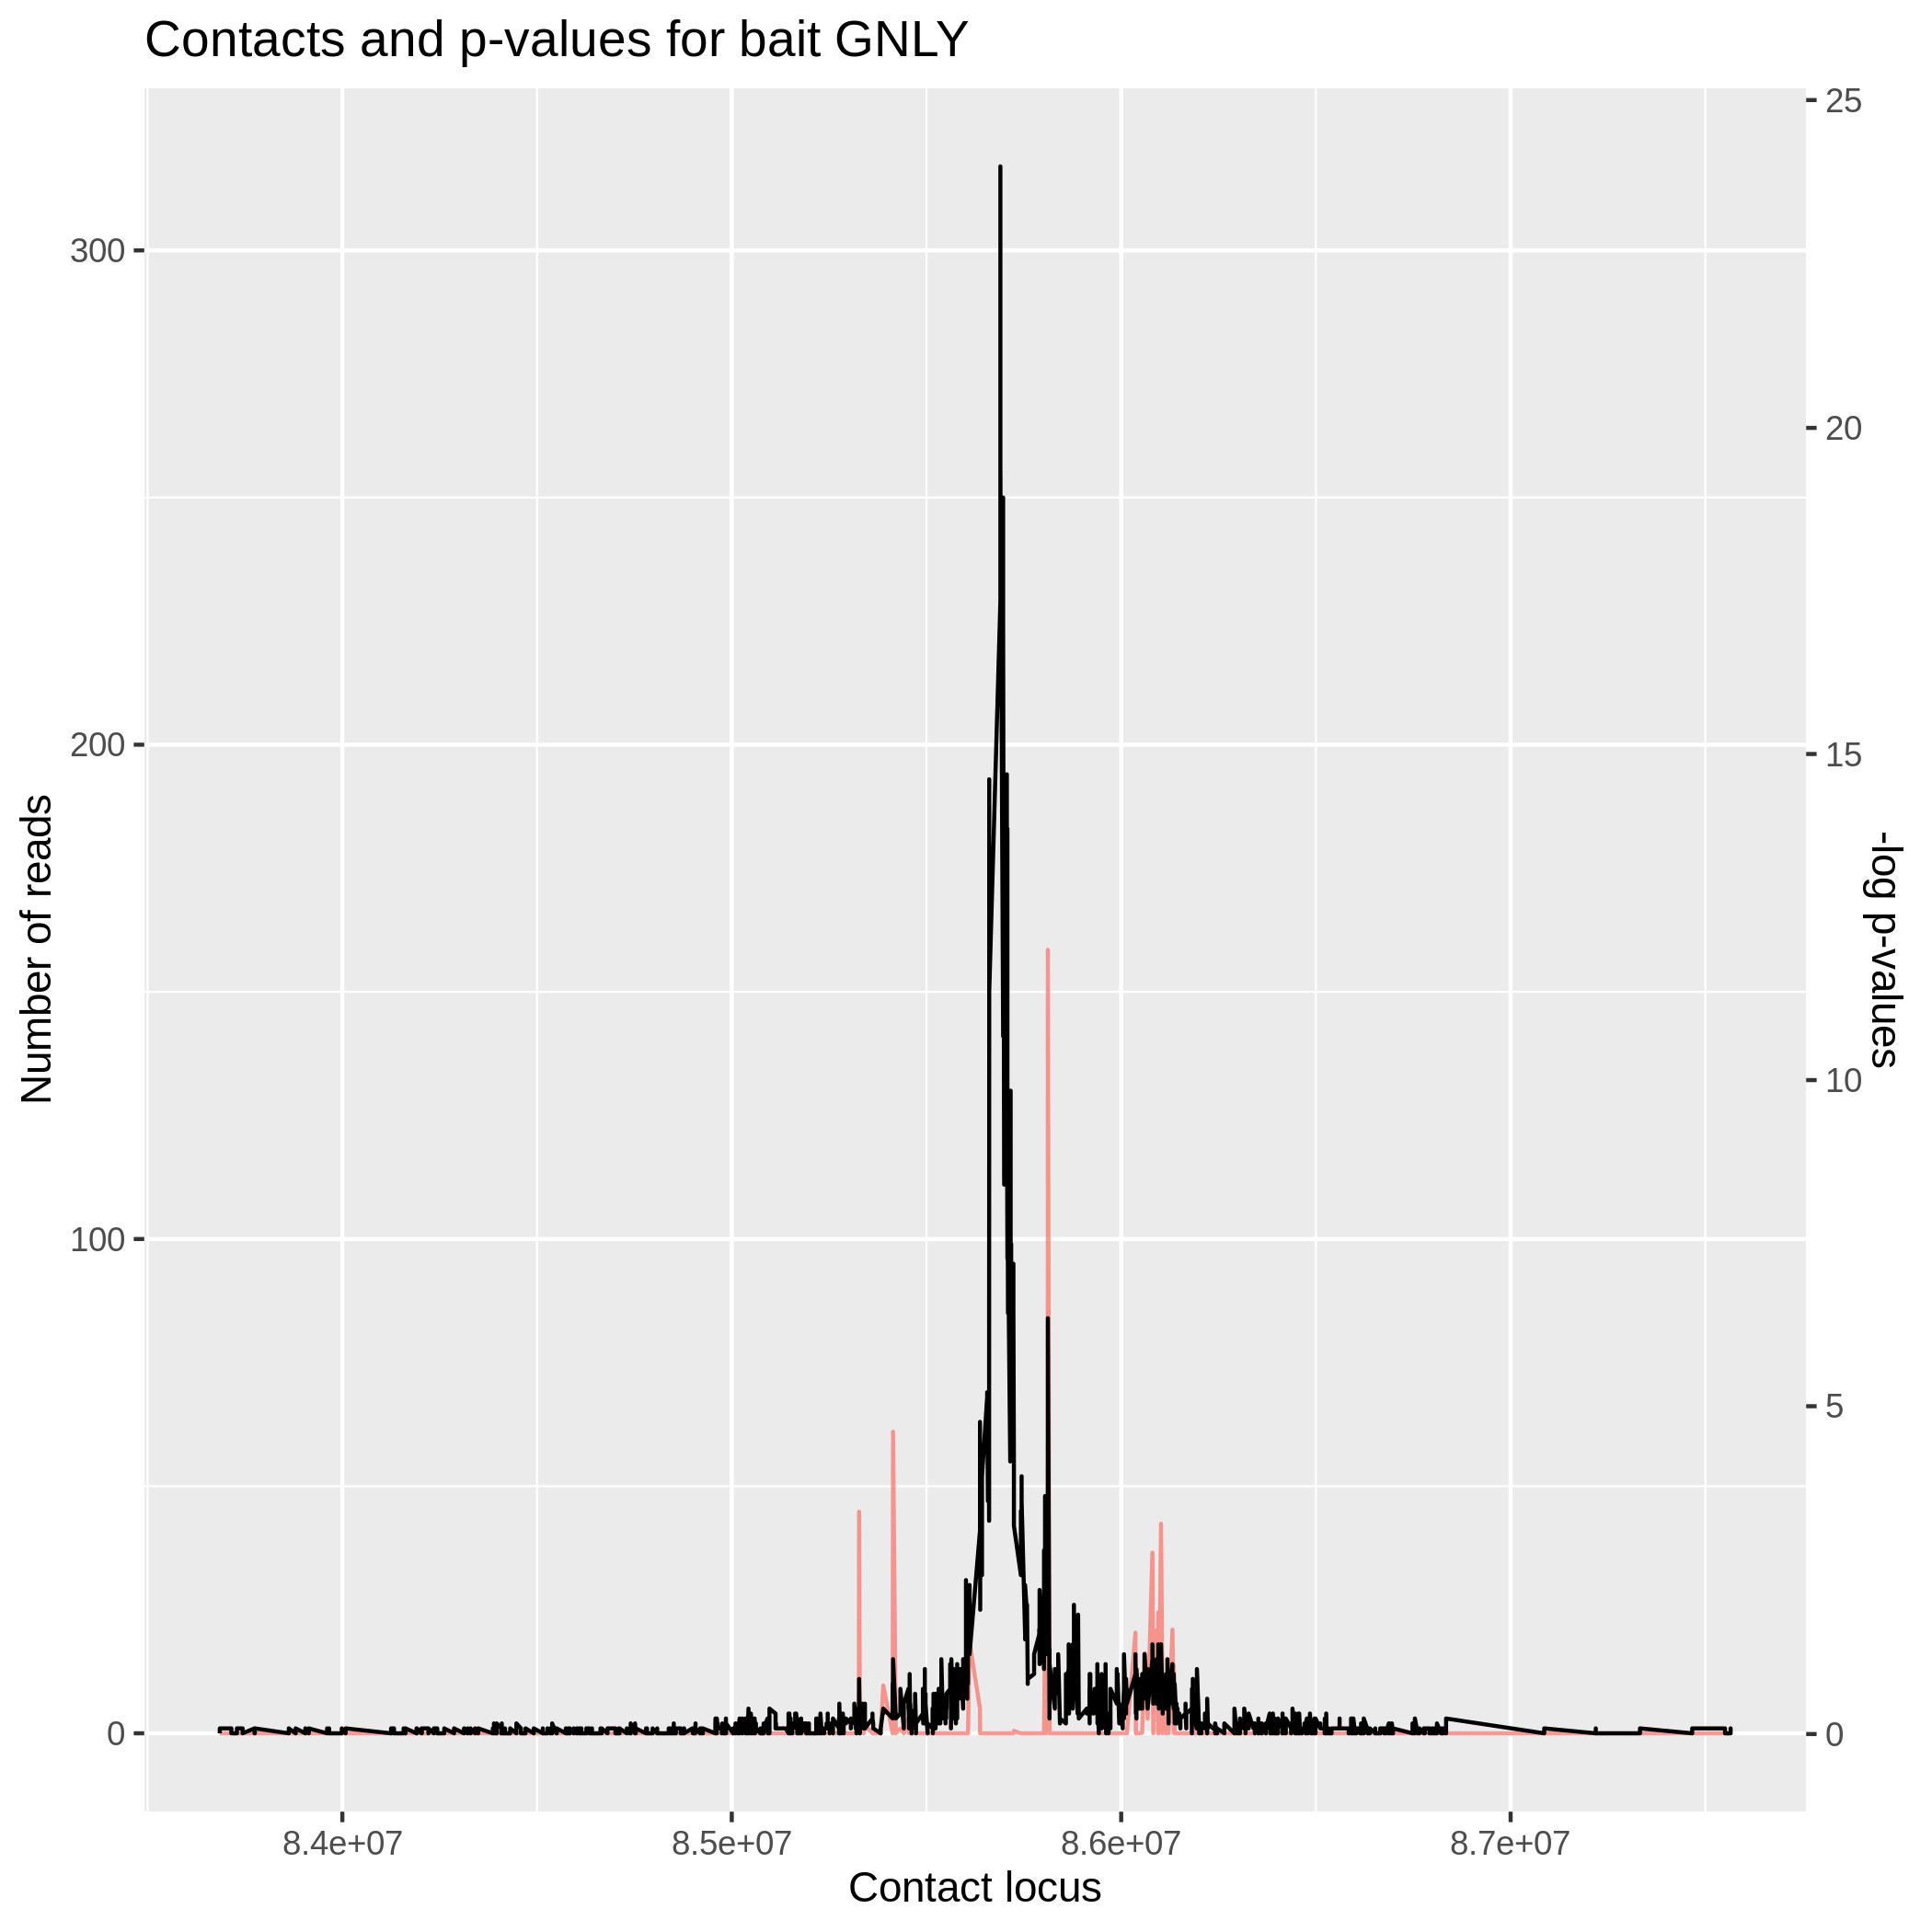 Contacts and p-values for bait GNLY
Number of reads
300
200
100
0
25
20
15
10
5
0
-log p-values
8.4e+07
8.5e+07
8.6e+07
8.7e+07
Contact locus